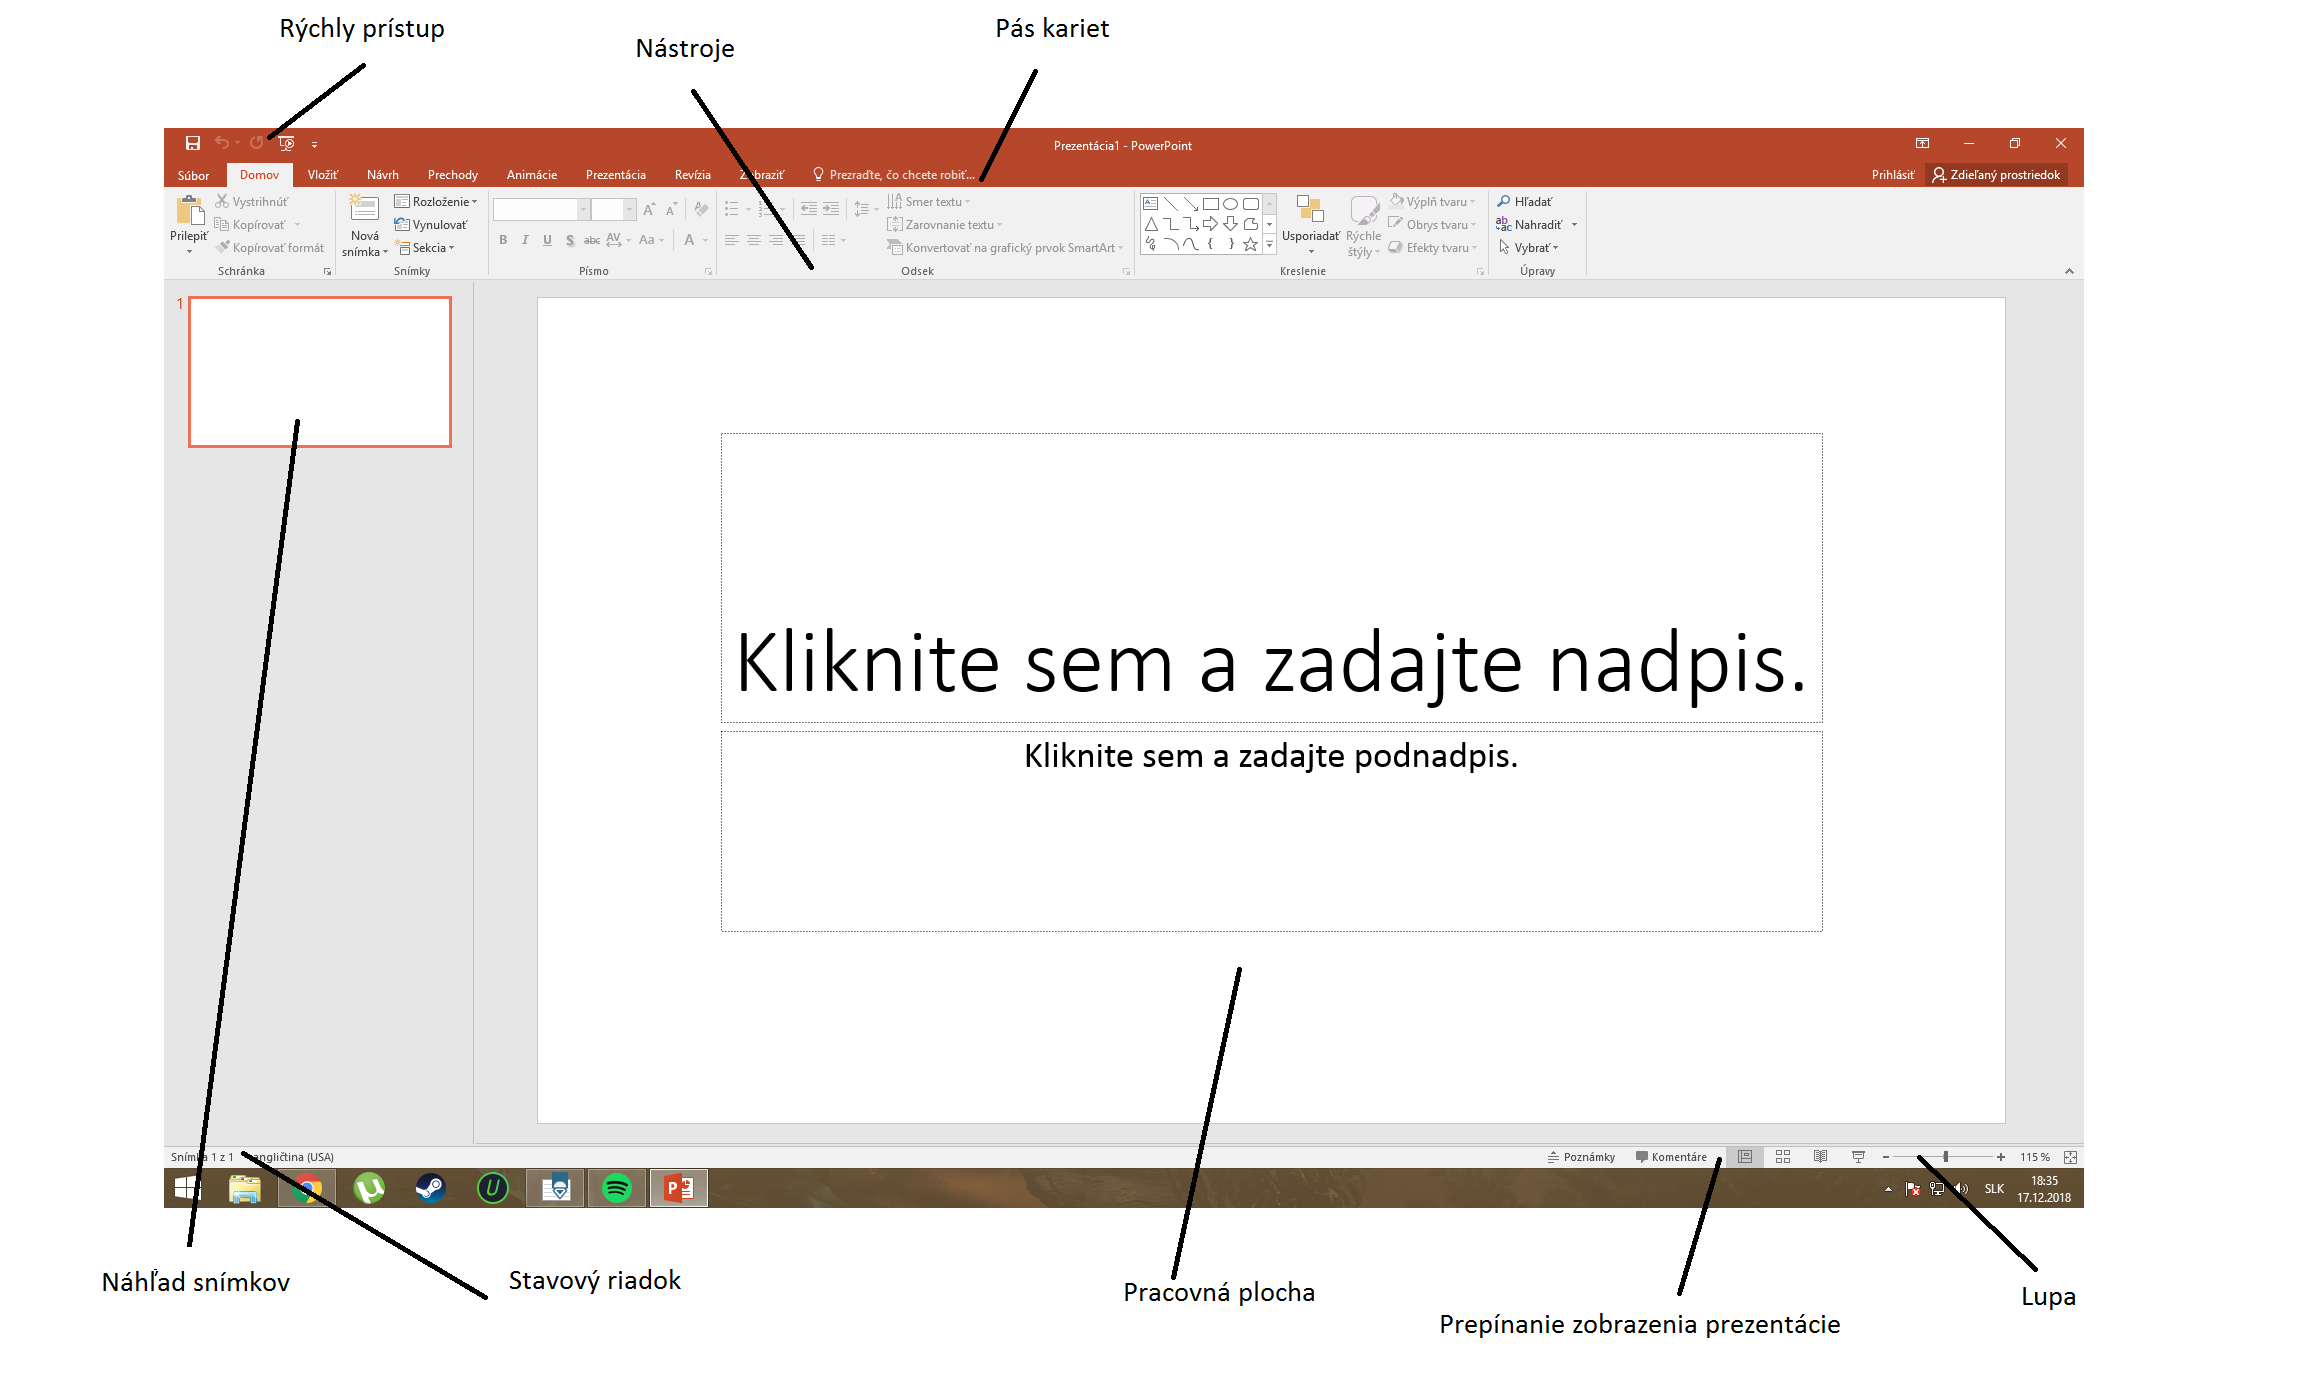 Rýchly prístup
Nástroje
Pás kariet
Prezentácia1 - PowerPoint
Súbor Domov Vložiť Návrh Prechody Animácie Prezentácia Revízia Zobraziť Prezraďte, čo chcete robiť... Prihlásiť Zdieľaný prostriedok
Prilepiť
Vystrihnúť
Kopírovať
Kopírovať formát
Schránka
Nová
snímka
Rozloženie
Vynulovať
Sekcia
Snímky
B I U S abc AV Aa A
Písmo
Smer textu
Zarovnanie textu
Konvertovať na grafický prvok SmartArt
Odsek
Usporiadať
Rýchle
štýly
Výplň tvaru
Obrys tvaru
Efekty tvaru
Kreslenie
Hľadať
Nahradiť
Vybrať
Úpravy
1
Kliknite sem a zadajte nadpis.
Kliknite sem a zadajte podnadpis.
Snímka 1 z 1 angličtina (USA) Poznámky Komentáre 115 %
SLK
18:35
17.12.2018
Náhľad snímkov
Stavový riadok
Pracovná plocha
Prepínanie zobrazenia prezentácie
Lupa